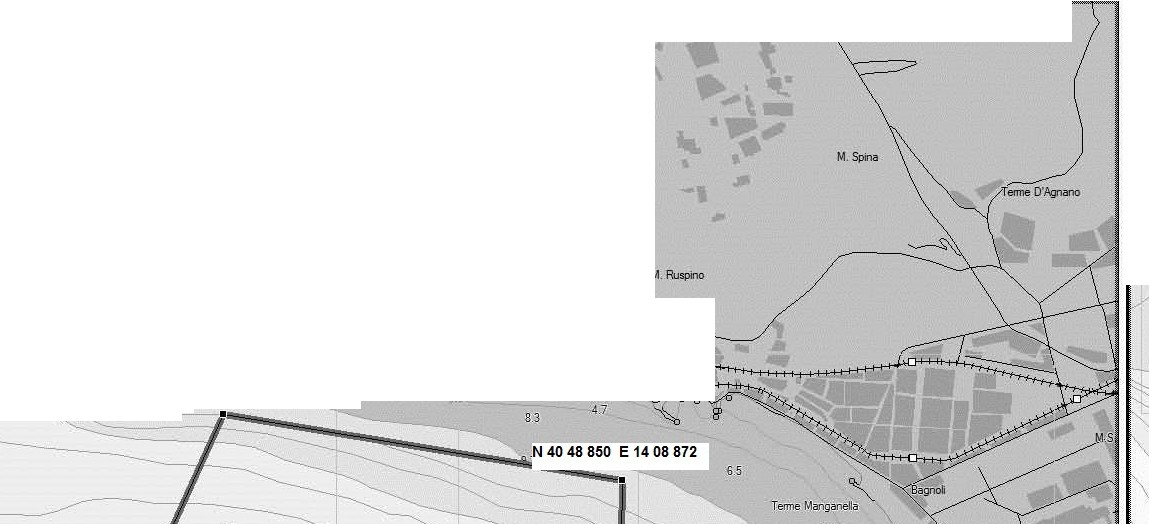 M. Spina
Terme D'Agnano
M. Ruspino
8.3
4.7
N 40 48 850 E 14 08 872
6.5
M.S
Bagnoli
Terme Manganella